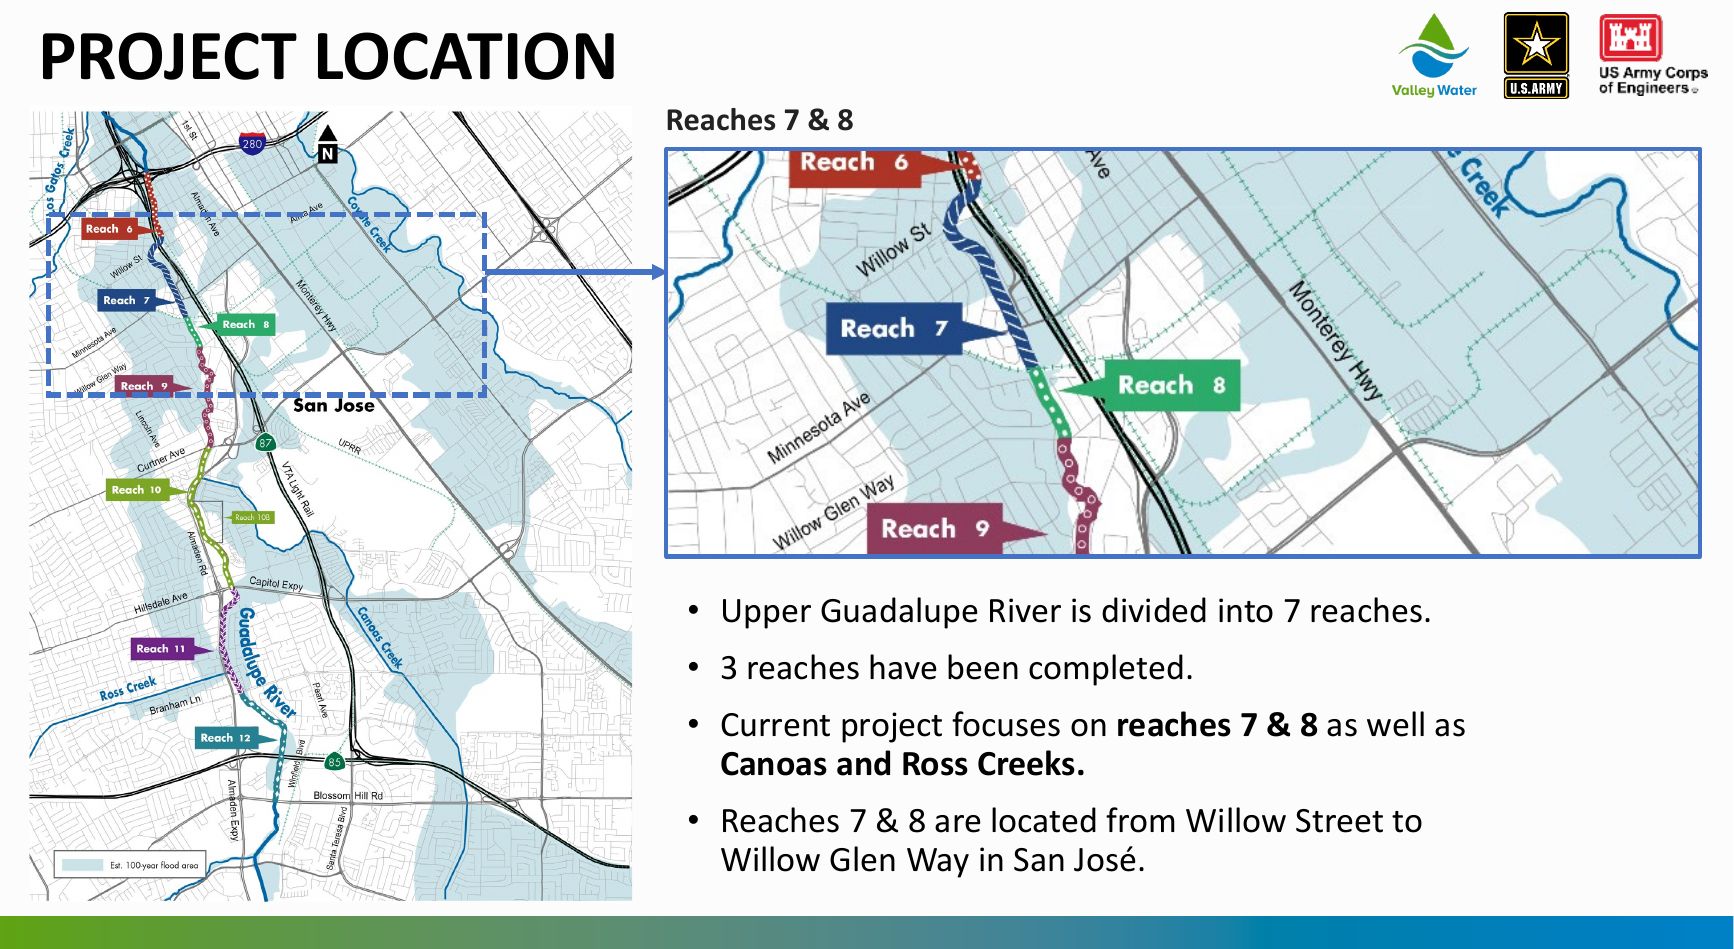 PROJECT LOCATION
Valley Water
U.S.ARMY
US Army Corps
of Engineers®
Reaches 7 & 8
os Gatos Creek
1st St
280
N
Almaden Ave
Alma Ave
Coyote Creek
Reach 6
Willow St
Reach 7
Monterey Hwy
Reach 8
Minnesota Ave
Willow Glen Way
Reach 9
San Jose
Lincoln Ave
87
UPRR
Curtner Ave
VTA Light Rail
Reach 10
Reach 10B
Almaden Rd
Capitol Expy
Hillsdale Ave
Guadalupe River
Canoas Creek
Reach 11
Ross Creek
Branham Ln
Pearl Ave
Reach 12
Winfield Blvd
85
Almaden Expy
Blossom Hill Rd
Santa Teresa Blvd
Est. 100-year flood area
Reach 6
Ave
e Creek
Willow St
Reach 7
Monterey Hwy
Reach 8
Minnesota Ave
Willow Glen Way
Reach 9
• Upper Guadalupe River is divided into 7 reaches.
• 3 reaches have been completed.
• Current project focuses on reaches 7 & 8 as well as
Canoas and Ross Creeks.
• Reaches 7 & 8 are located from Willow Street to
Willow Glen Way in San José.